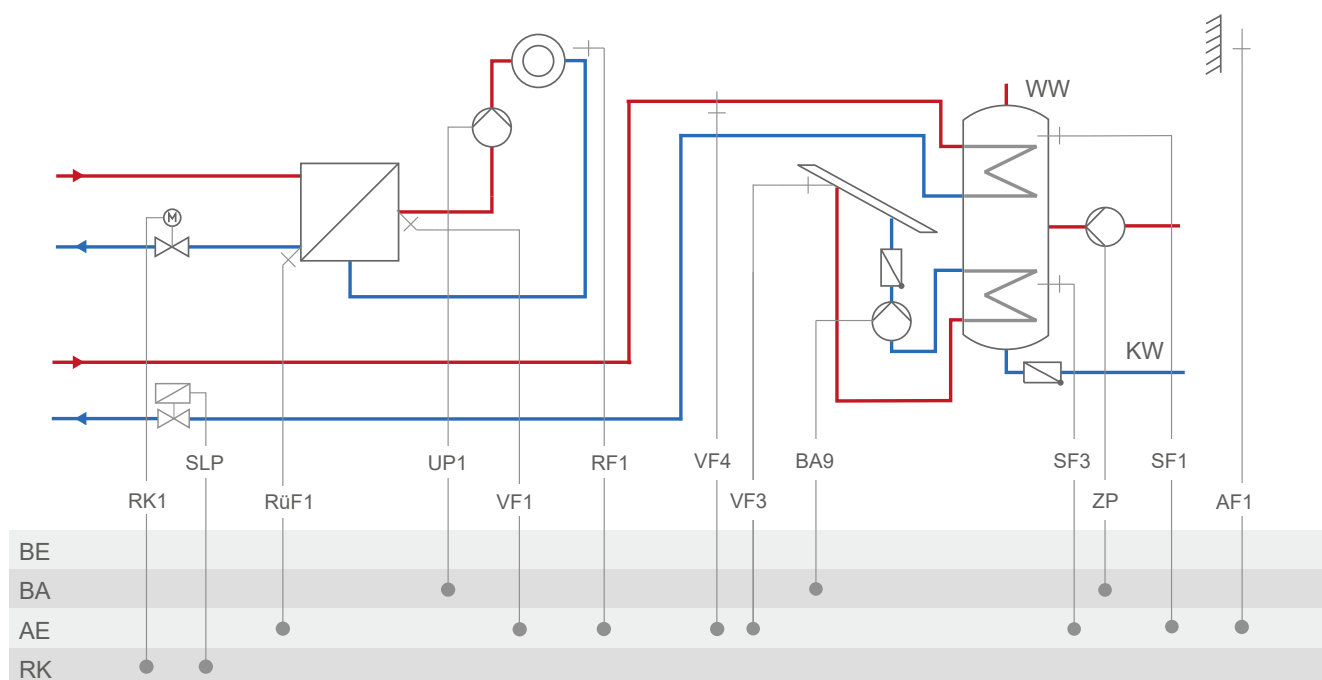 WW
M
KW
SLP UP1 RF1 VF4 BA9 SF3 SF1
RK1 RüF1 VF1 VF3 ZP AF1
BE
BA
AE
RK